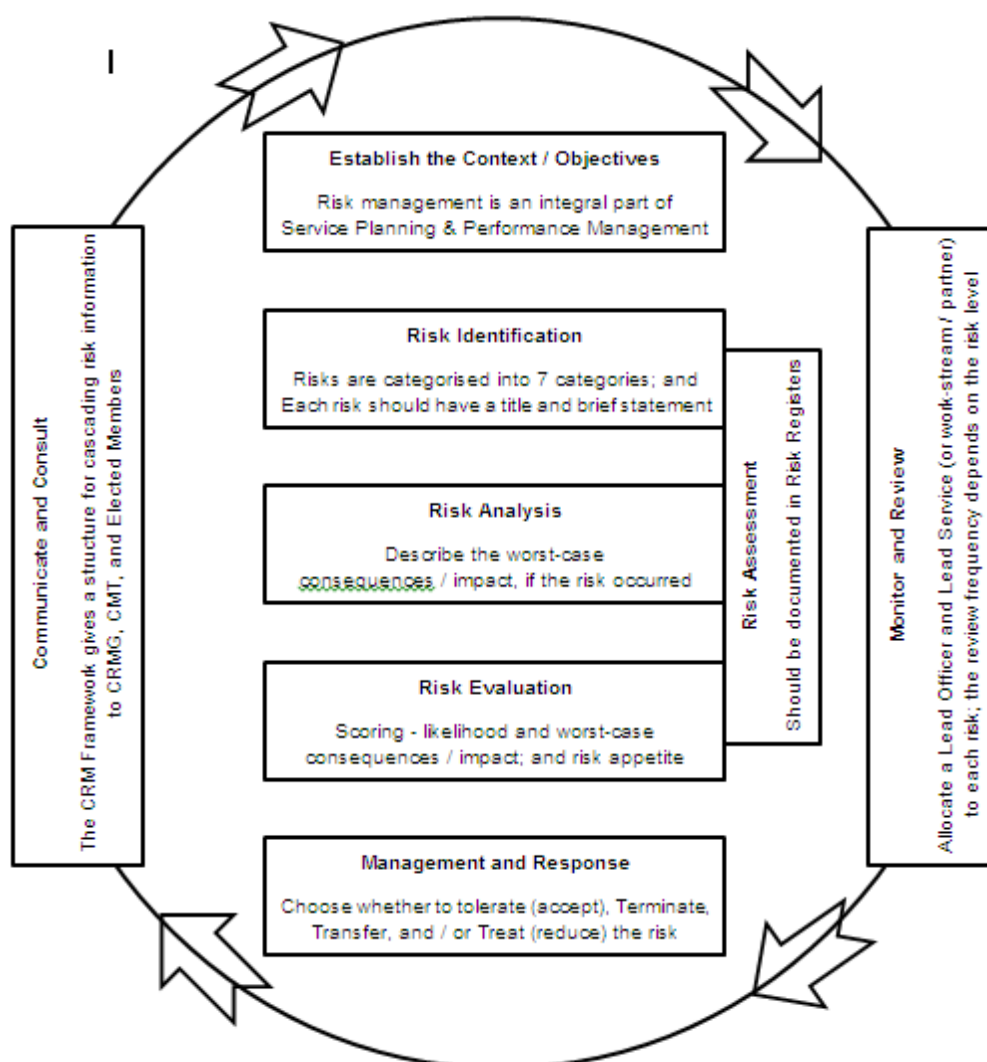 I
Establish the Context / Objectives
Risk management is an integral part of
Service Planning & Performance Management
Communicate and Consult
The CRM Framework gives a structure for cascading risk information
to CRMG, CMT, and Elected Members
Risk Identification
Risks are categorised into 7 categories; and
Each risk should have a title and brief statement
Risk Analysis
Describe the worst-case
consequences / impact, if the risk occurred
Risk Evaluation
Scoring - likelihood and worst-case
consequences / impact; and risk appetite
Risk Assessment
Should be documented in Risk Registers
Management and Response
Choose whether to tolerate (accept), Terminate,
Transfer, and / or Treat (reduce) the risk
Monitor and Review
Allocate a Lead Officer and Lead Service (or work-stream / partner)
to each risk; the review frequency depends on the risk level